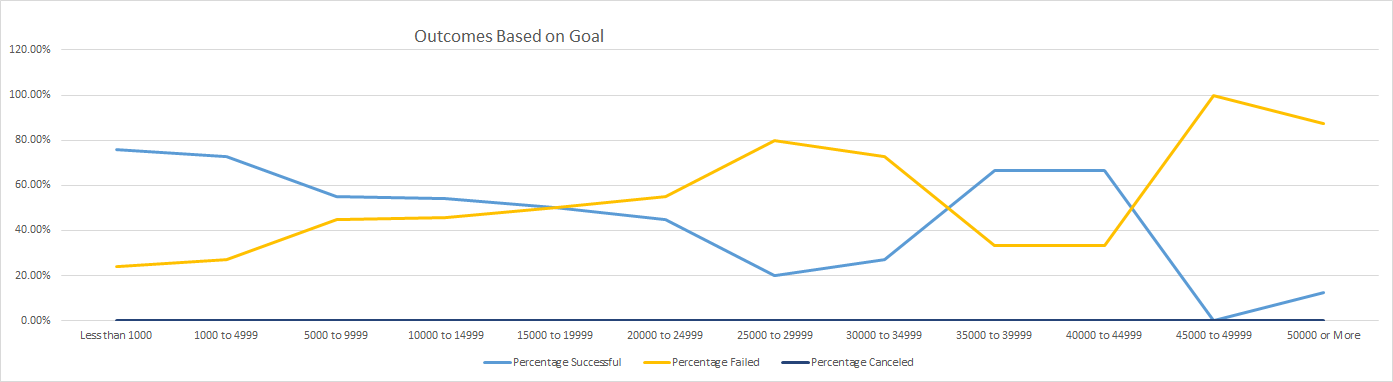 Outcomes Based on Goal
120.00%
100.00%
80.00%
60.00%
40.00%
20.00%
0.00%
Less than 1000 1000 to 4999 5000 to 9999 10000 to 14999 15000 to 19999 20000 to 24999 25000 to 29999 30000 to 34999 35000 to 39999 40000 to 44999 45000 to 49999 50000 or More
Percentage Successful Percentage Failed Percentage Canceled